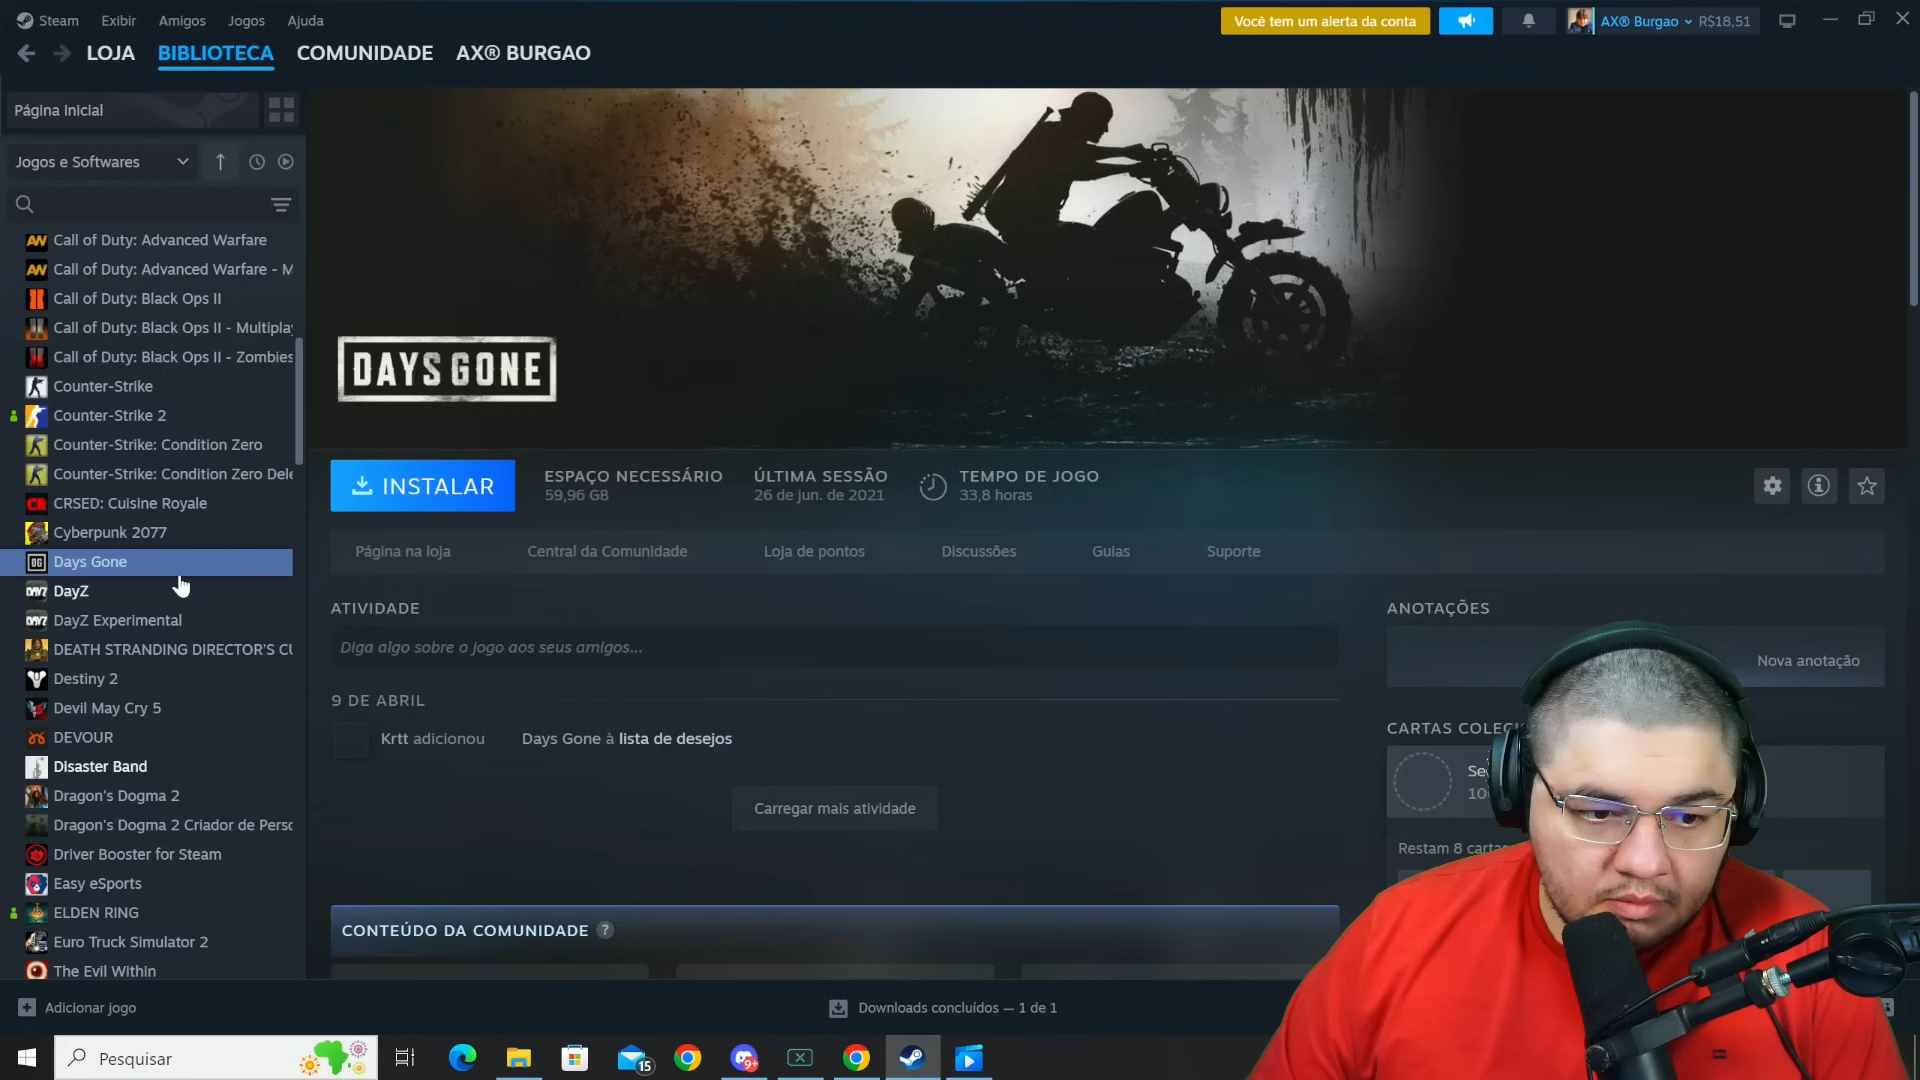 Steam Exibir Amigos Jogos Ajuda
Você tem um alerta da conta
AX® Burgao R$18,51
LOJA BIBLIOTECA COMUNIDADE AX® BURGAO
Página inicial
Jogos e Softwares
Call of Duty: Advanced Warfare
Call of Duty: Advanced Warfare - M
Call of Duty: Black Ops II
Call of Duty: Black Ops II - Multiplay
Call of Duty: Black Ops II - Zombies
Counter-Strike
Counter-Strike 2
Counter-Strike: Condition Zero
Counter-Strike: Condition Zero Dele
CRSED: Cuisine Royale
Cyberpunk 2077
Days Gone
DayZ
DayZ Experimental
DEATH STRANDING DIRECTOR'S CU
Destiny 2
Devil May Cry 5
DEVOUR
Disaster Band
Dragon's Dogma 2
Dragon's Dogma 2 Criador de Perso
Driver Booster for Steam
Easy eSports
ELDEN RING
Euro Truck Simulator 2
The Evil Within
DAYS GONE
INSTALAR
ESPAÇO NECESSÁRIO
59,96 GB
ÚLTIMA SESSÃO
26 de jun. de 2021
TEMPO DE JOGO
33,8 horas
Página na loja Central da Comunidade Loja de pontos Discussões Guias Suporte
ATIVIDADE
Diga algo sobre o jogo aos seus amigos...
9 DE ABRIL
Krtt adicionou Days Gone à lista de desejos
Carregar mais atividade
CONTEÚDO DA COMUNIDADE ?
ANOTAÇÕES
Nova anotação
CARTAS COLEC
Se
10
Restam 8 cartas
Adicionar jogo
Downloads concluídos — 1 de 1
Pesquisar
15
9+